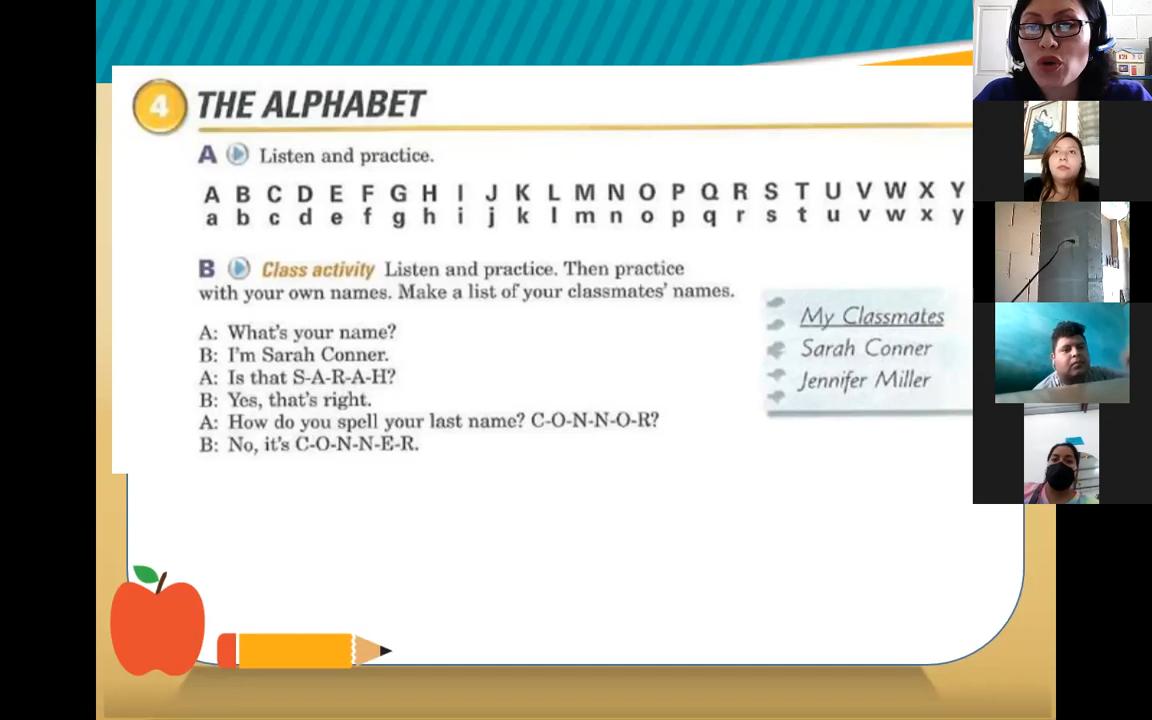 4 THE ALPHABET
A Listen and practice.
A B C D E F G H I J K L M N O P Q R S T U V W X Y
a b c d e f g h i j k l m n o p q r s t u v w x y
B Class activity Listen and practice. Then practice
with your own names. Make a list of your classmates' names.
A: What's your name?
B: I'm Sarah Conner.
A: Is that S-A-R-A-H?
B: Yes, that's right.
A: How do you spell your last name? C-O-N-N-O-R?
B: No, it's C-O-N-N-E-R.
My Classmates
Sarah Conner
Jennifer Miller